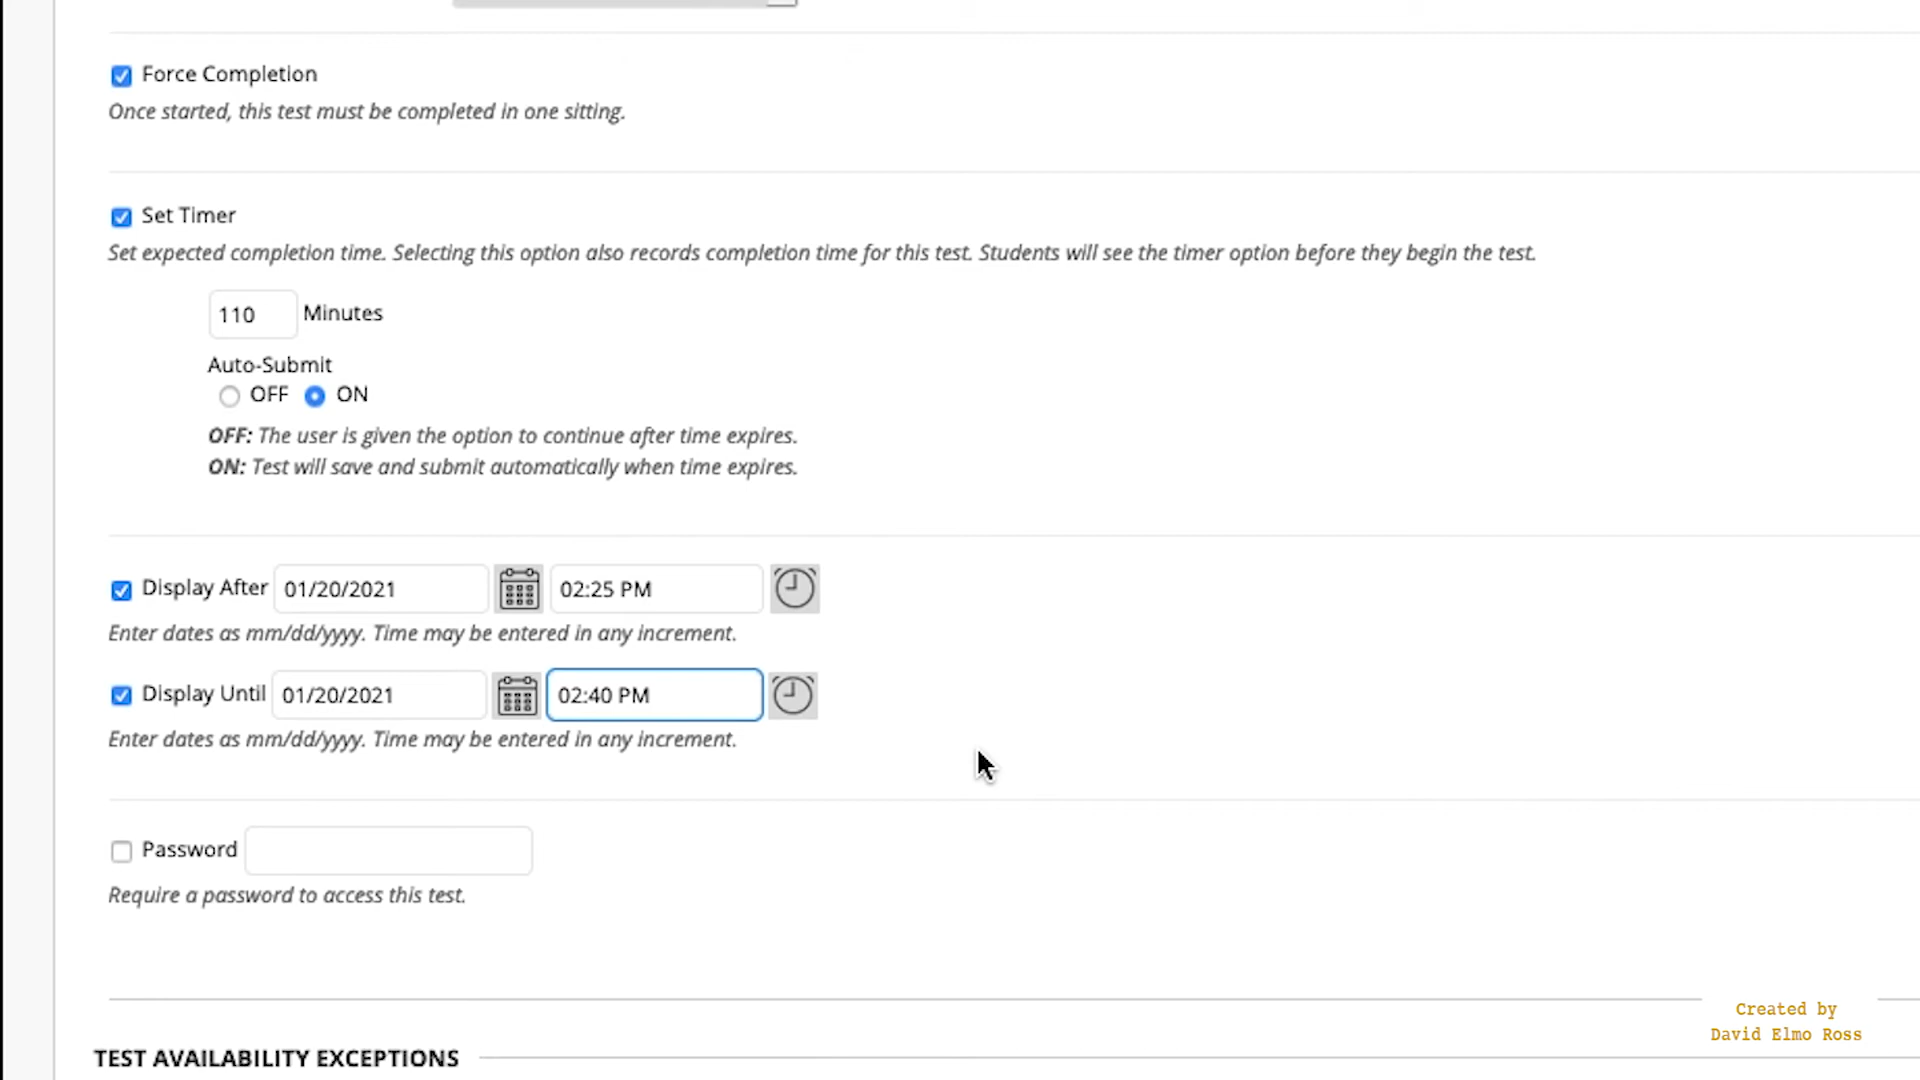 Force Completion
Once started, this test must be completed in one sitting.
Set Timer
Set expected completion time. Selecting this option also records completion time for this test. Students will see the timer option before they begin the test.
110 Minutes
Auto-Submit
OFF ON
OFF: The user is given the option to continue after time expires.
ON: Test will save and submit automatically when time expires.
Display After 01/20/2021 02:25 PM
Enter dates as mm/dd/yyyy. Time may be entered in any increment.
Display Until 01/20/2021 02:40 PM
Enter dates as mm/dd/yyyy. Time may be entered in any increment.
Password
Require a password to access this test.
Created by
David Elmo Ross
TEST AVAILABILITY EXCEPTIONS